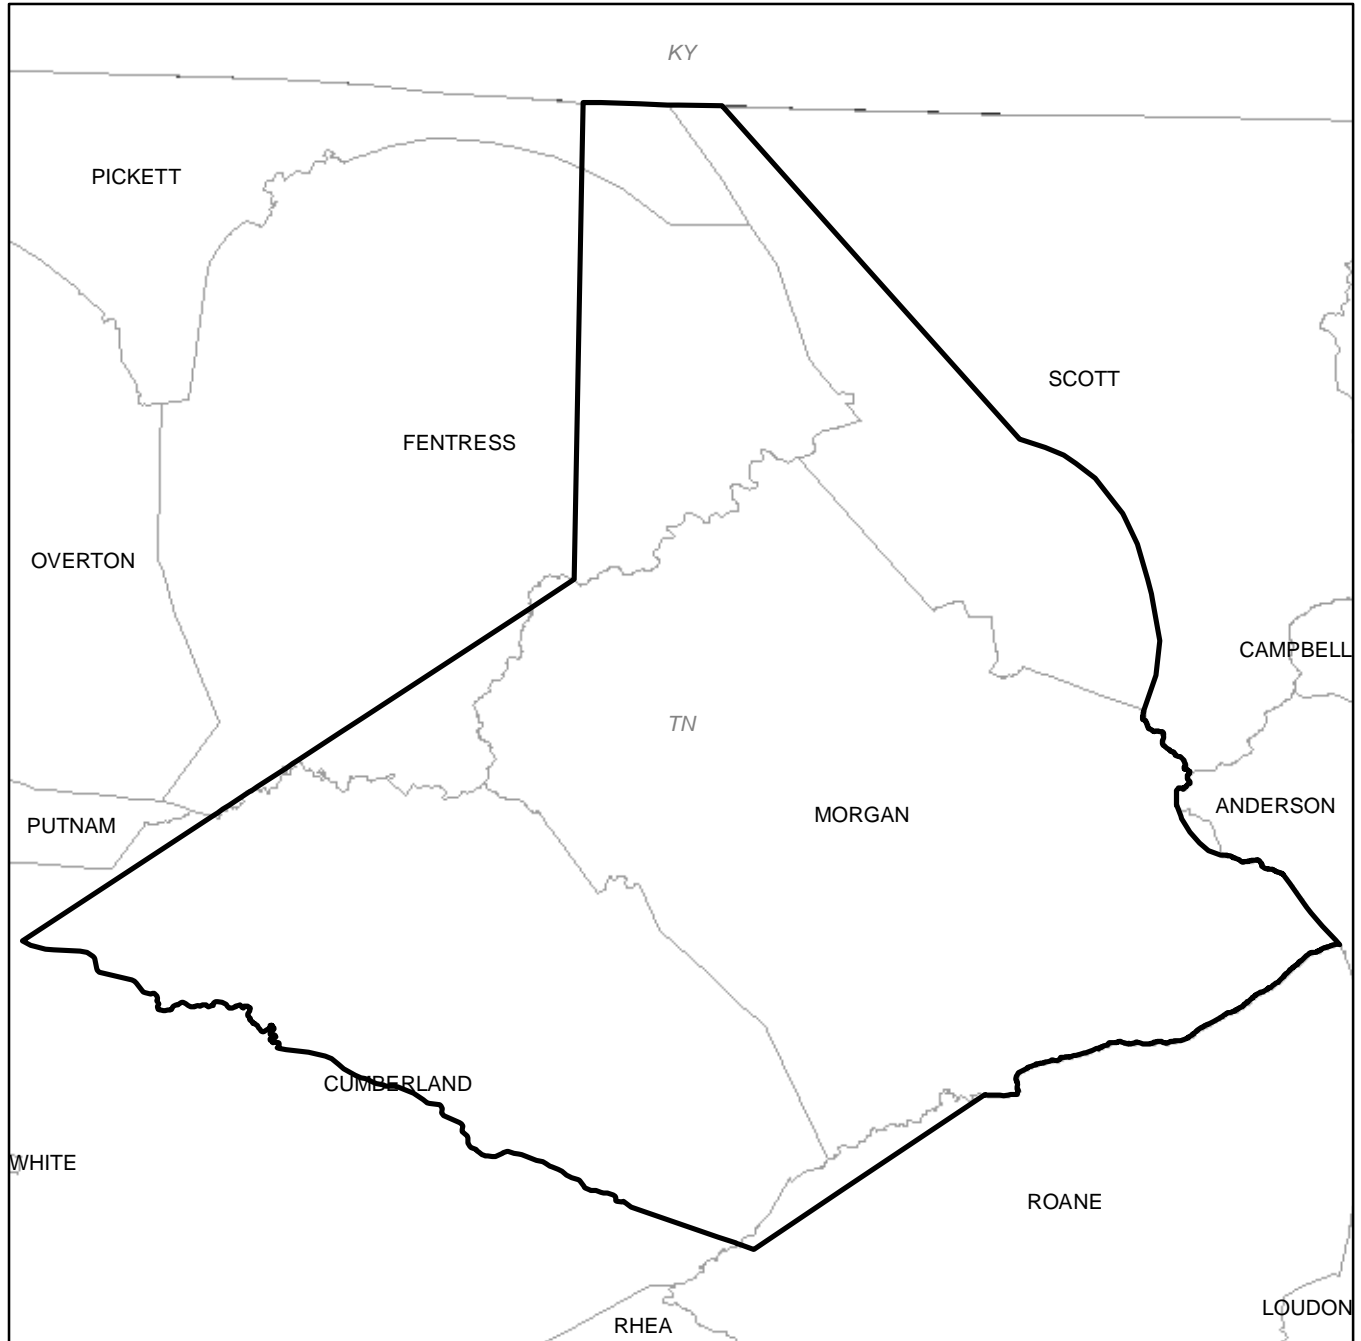 KY
PICKETT
SCOTT
FENTRESS
OVERTON
CAMPBELL
TN
ANDERSON
MORGAN
PUTNAM
CUMBERLAND
WHITE
ROANE
LOUDON
RHEA